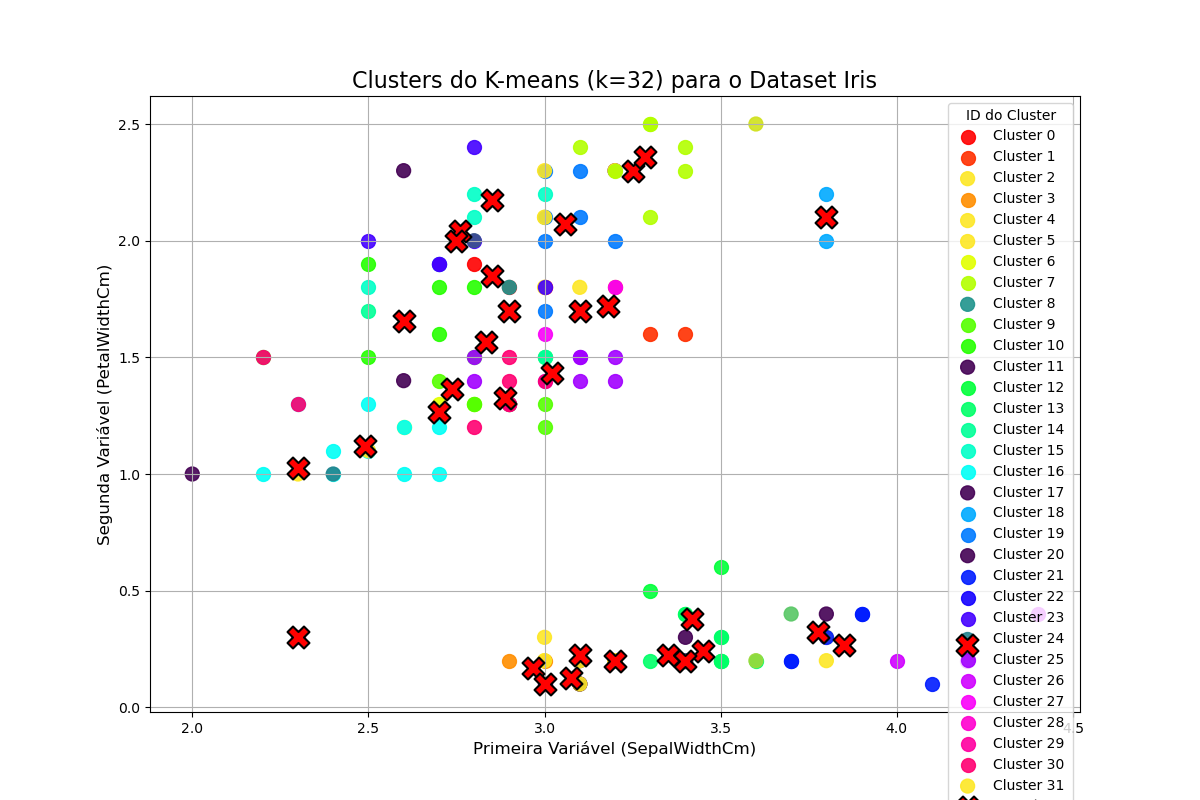 Clusters do K-means (k=32) para o Dataset Iris
Segunda Variável (PetalWidthCm)
2.5
2.0
1.5
1.0
0.5
0.0
2.0
2.5
3.0
3.5
4.0
4.5
Primeira Variável (SepalWidthCm)
ID do Cluster
Cluster 0
Cluster 1
Cluster 2
Cluster 3
Cluster 4
Cluster 5
Cluster 6
Cluster 7
Cluster 8
Cluster 9
Cluster 10
Cluster 11
Cluster 12
Cluster 13
Cluster 14
Cluster 15
Cluster 16
Cluster 17
Cluster 18
Cluster 19
Cluster 20
Cluster 21
Cluster 22
Cluster 23
Cluster 24
Cluster 25
Cluster 26
Cluster 27
Cluster 28
Cluster 29
Cluster 30
Cluster 31